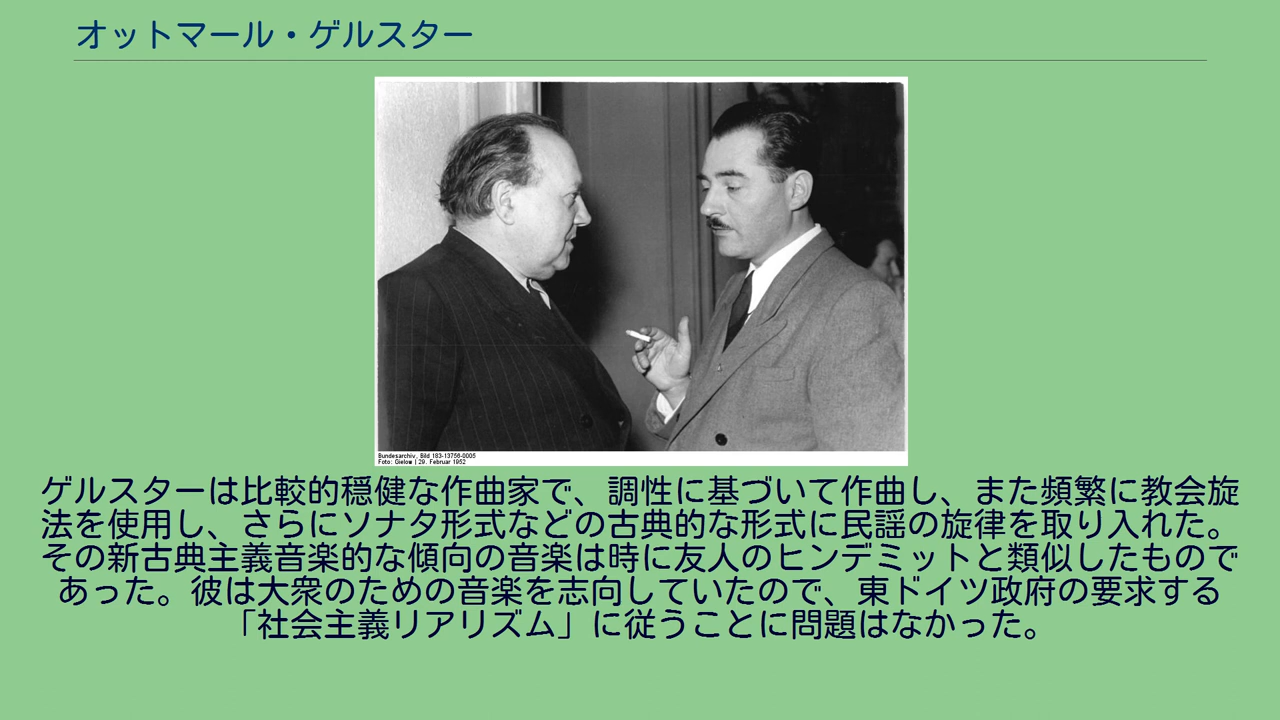 オットマール・ゲルスター
Bundesarchiv, Bild 183-13756-0005
Foto: Gielow | 29. Februar 1952
ゲルスターは比較的穏健な作曲家で、調性に基づいて作曲し、また頻繁に教会旋
法を使用し、さらにソナタ形式などの古典的な形式に民謡の旋律を取り入れた。
その新古典主義音楽的な傾向の音楽は時に友人のヒンデミットと類似したもので
あった。彼は大衆のための音楽を志向していたので、東ドイツ政府の要求する
「社会主義リアリズム」に従うことに問題はなかった。